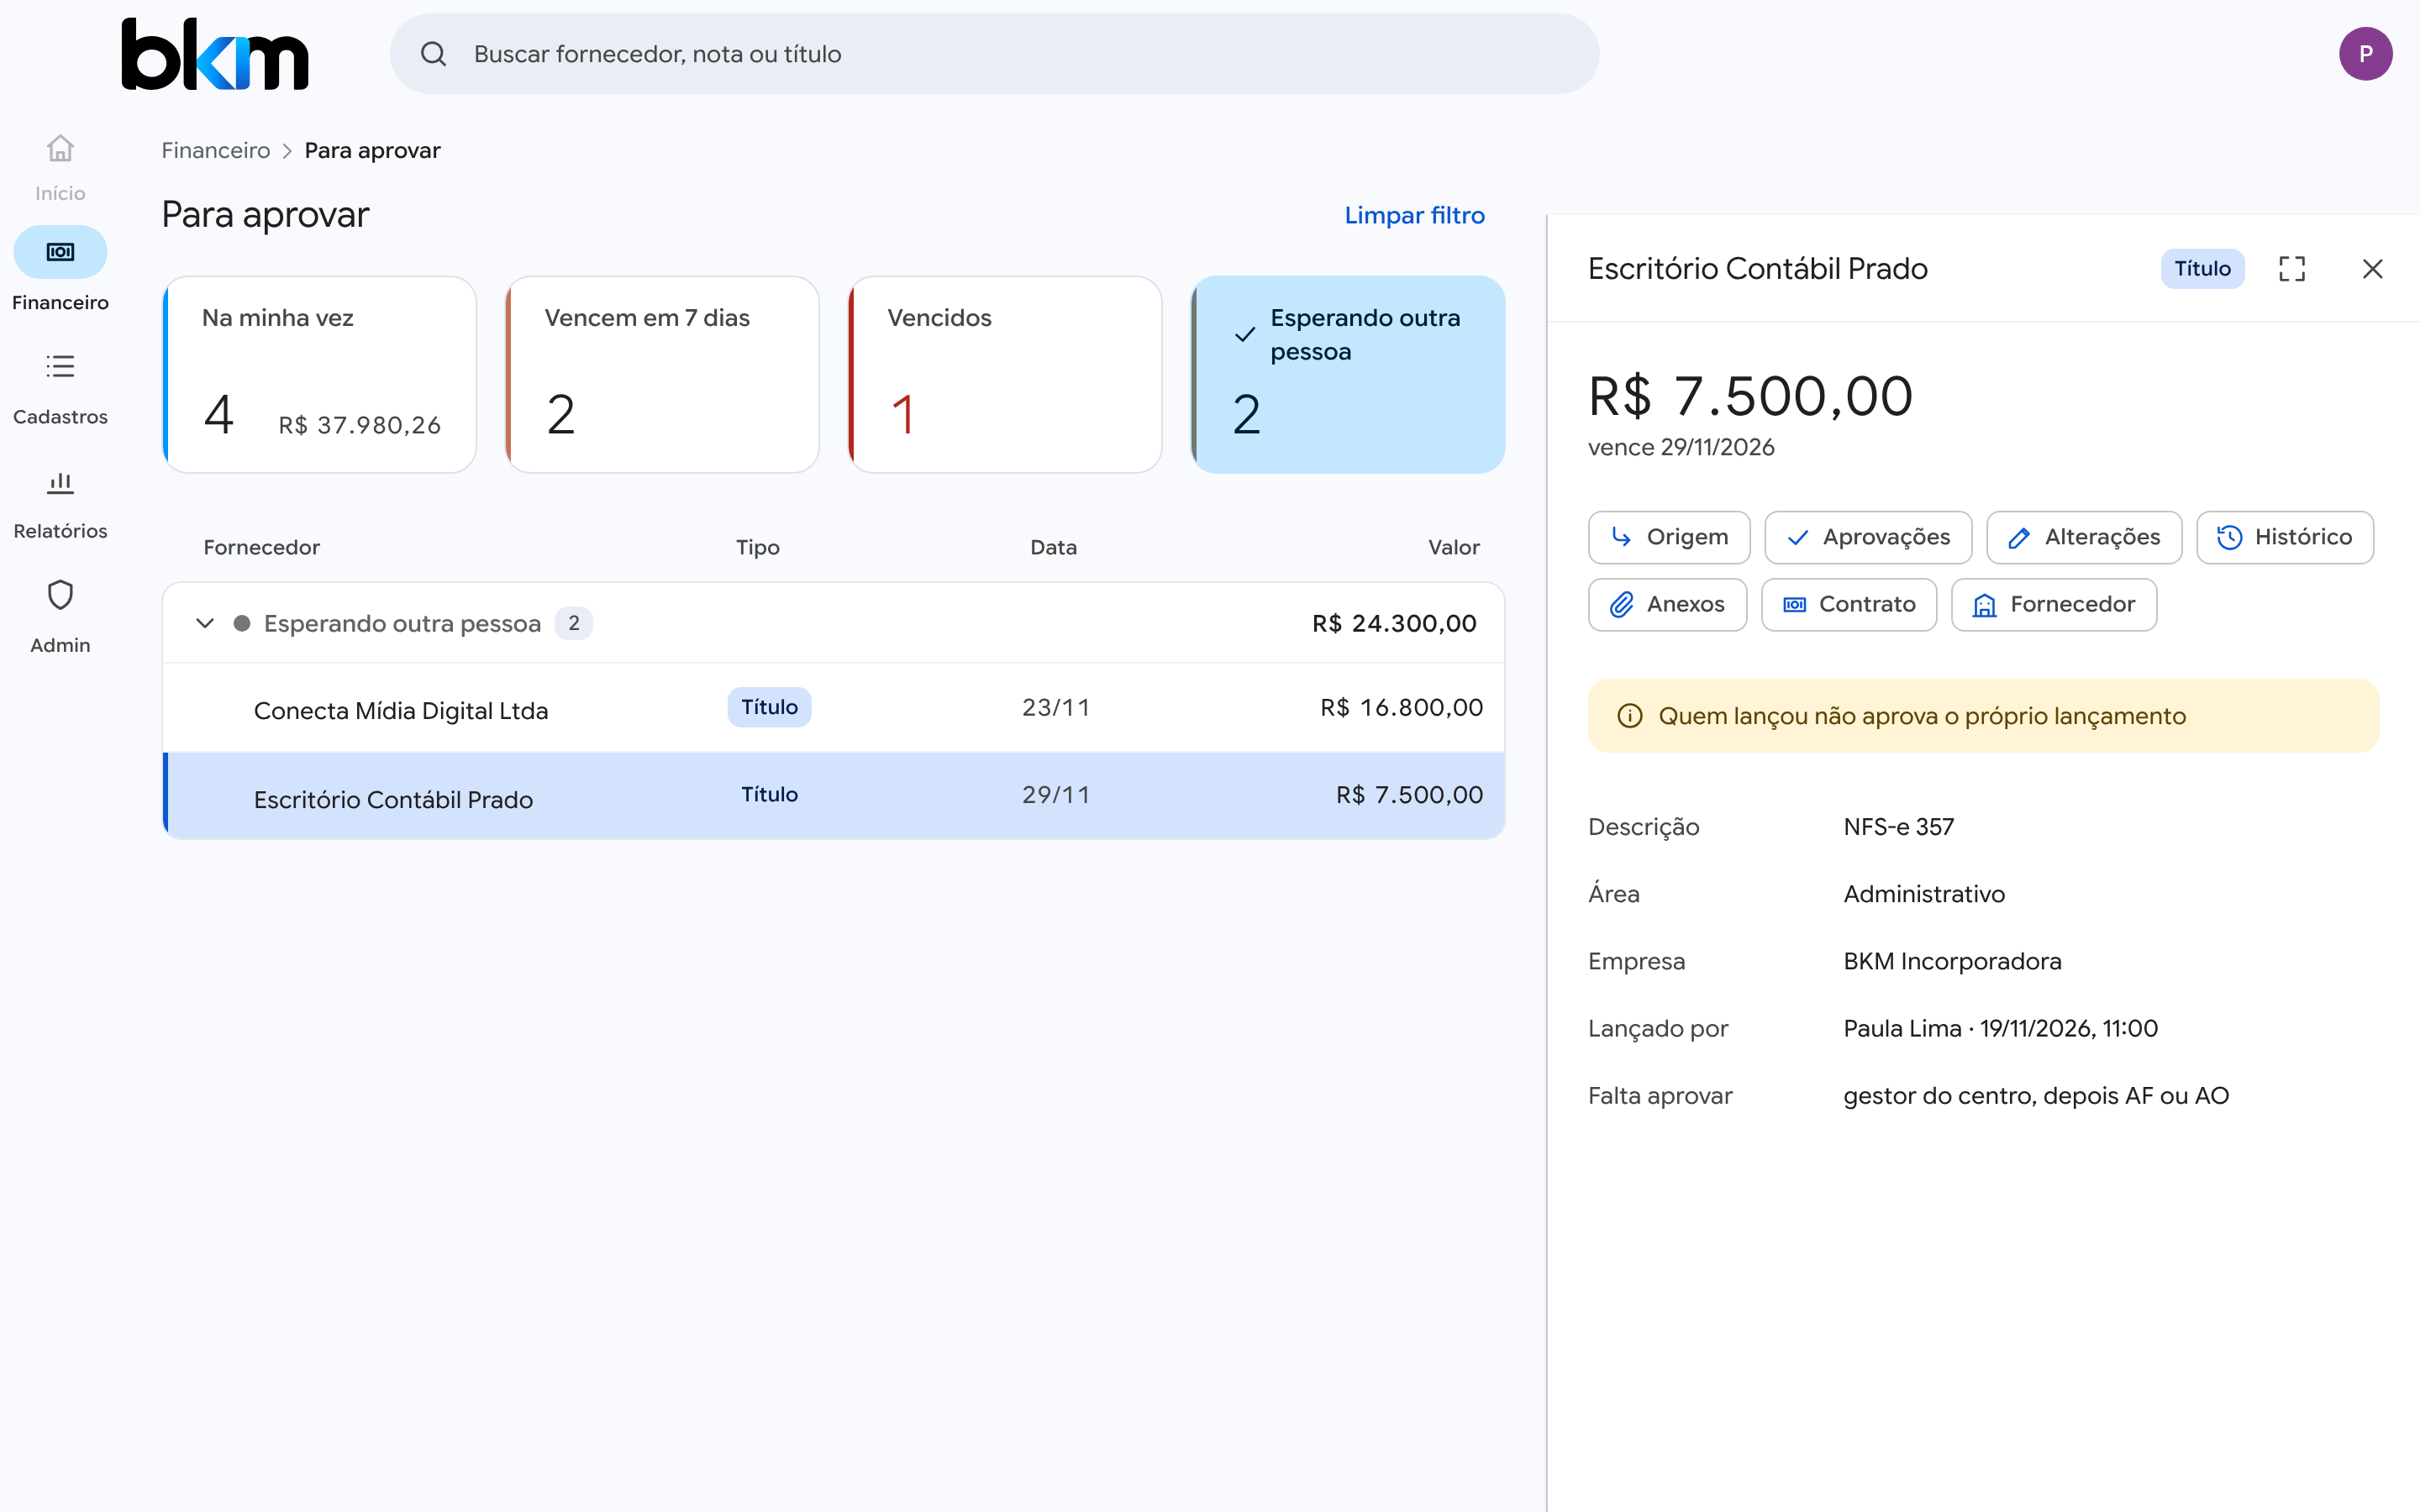 bkm
Buscar fornecedor, nota ou título
P
Início
Financeiro
Cadastros
Relatórios
Admin
Financeiro > Para aprovar
Para aprovar
Limpar filtro
Na minha vez
4 R$ 37.980,26
Vencem em 7 dias
2
Vencidos
1
Esperando outra
pessoa
2
Fornecedor Tipo Data Valor
Esperando outra pessoa 2 R$ 24.300,00
Conecta Mídia Digital Ltda Título 23/11 R$ 16.800,00
Escritório Contábil Prado Título 29/11 R$ 7.500,00
Escritório Contábil Prado Título
R$ 7.500,00
vence 29/11/2026
Origem Aprovações Alterações Histórico
Anexos Contrato Fornecedor
Quem lançou não aprova o próprio lançamento
Descrição NFS-e 357
Área Administrativo
Empresa BKM Incorporadora
Lançado por Paula Lima · 19/11/2026, 11:00
Falta aprovar gestor do centro, depois AF ou AO